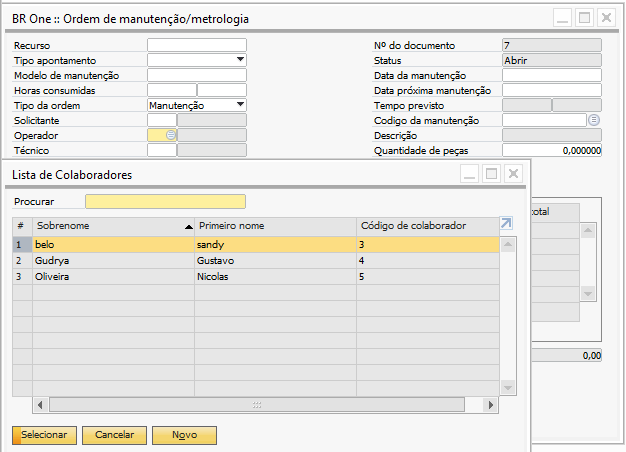 BR One :: Ordem de manutenção/metrologia
Recurso
Tipo apontamento
Modelo de manutenção
Horas consumidas
Tipo da ordem Manutenção
Solicitante
Operador
Técnico
Nº do documento 7
Status Abrir
Data da manutenção
Data próxima manutenção
Tempo previsto
Codigo da manutenção
Descrição
Quantidade de peças 0,000000
total
0,00
Lista de Colaboradores
Procurar
# Sobrenome Primeiro nome Código de colaborador
1 belo sandy 3
2 Gudrya Gustavo 4
3 Oliveira Nicolas 5
Selecionar Cancelar Novo